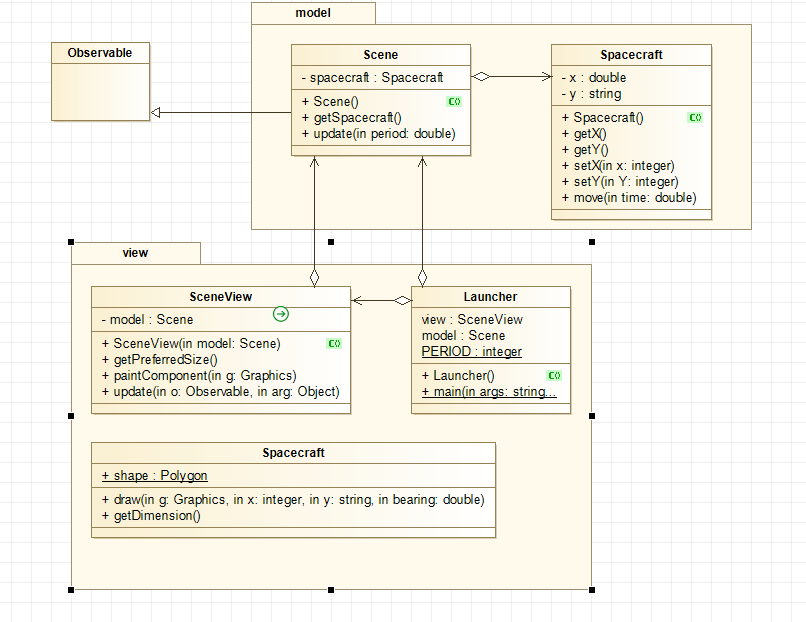 model
Observable
Scene
- spacecraft : Spacecraft
+ Scene()
C()
+ getSpacecraft()
+ update(in period: double)
Spacecraft
- x : double
- y : string
+ Spacecraft()
C()
+ getX()
+ getY()
+ setX(in x: integer)
+ setY(in Y: integer)
+ move(in time: double)
view
SceneView
- model : Scene
+ SceneView(in model: Scene)
C()
+ getPreferredSize()
+ paintComponent(in g: Graphics)
+ update(in o: Observable, in arg: Object)
Launcher
view : SceneView
model : Scene
PERIOD : integer
+ Launcher()
C()
+ main(in args: string...
Spacecraft
+ shape : Polygon
+ draw(in g: Graphics, in x: integer, in y: string, in bearing: double)
+ getDimension()